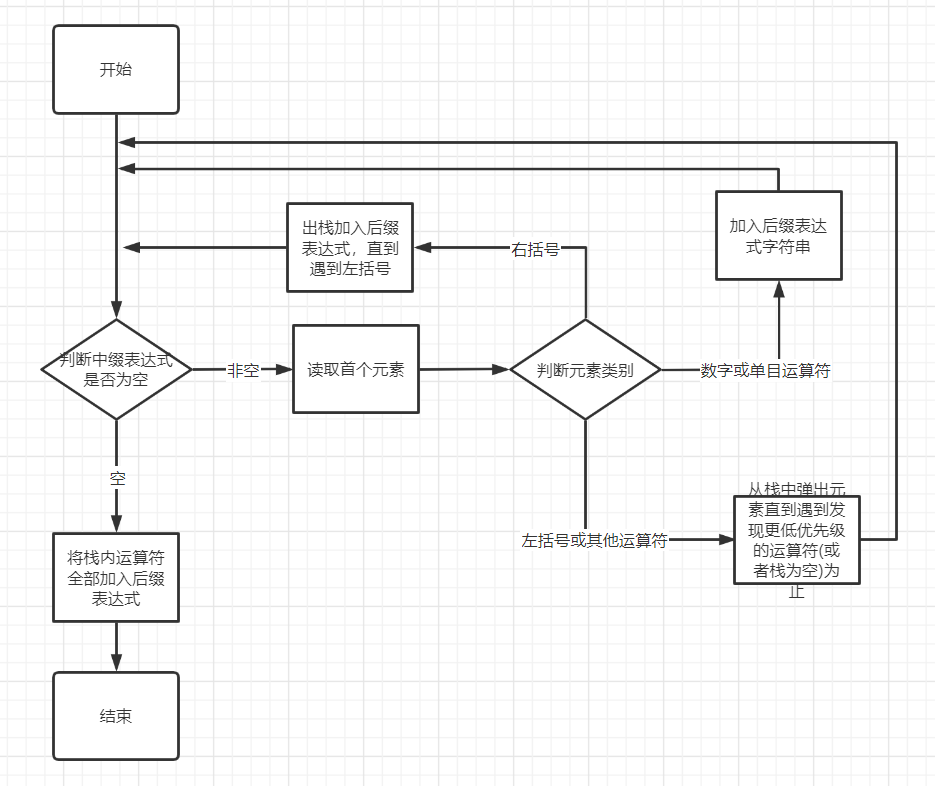 开始
出栈加入后缀
表达式，直到
遇到左括号
右括号
加入后缀表达
式字符串
判断中缀表达式
是否为空
非空
读取首个元素
判断元素类别
数字或单目运算符
空
左括号或其他运算符
从栈中弹出元
素直到遇到发
现更低优先级
的运算符(或
者栈为空)为
止
将栈内运算符
全部加入后缀
表达式
结束